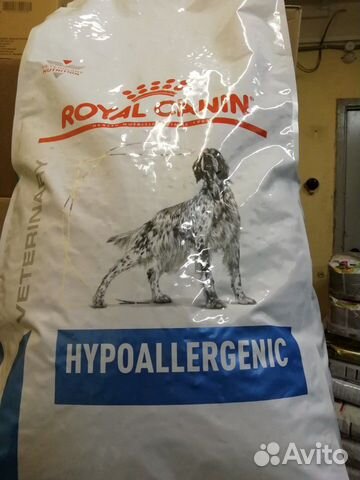 ROYAL CANIN
VETERINARY
HYPOALLERGENIC
Avito